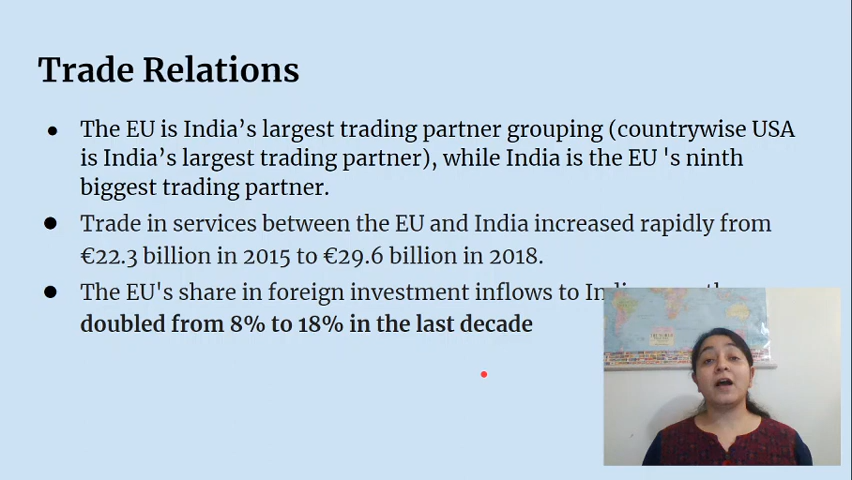 Trade Relations
● The EU is India’s largest trading partner grouping (countrywise USA
is India’s largest trading partner), while India is the EU 's ninth
biggest trading partner.
● Trade in services between the EU and India increased rapidly from
€22.3 billion in 2015 to €29.6 billion in 2018.
● The EU's share in foreign investment inflows to
doubled from 8% to 18% in the last decade